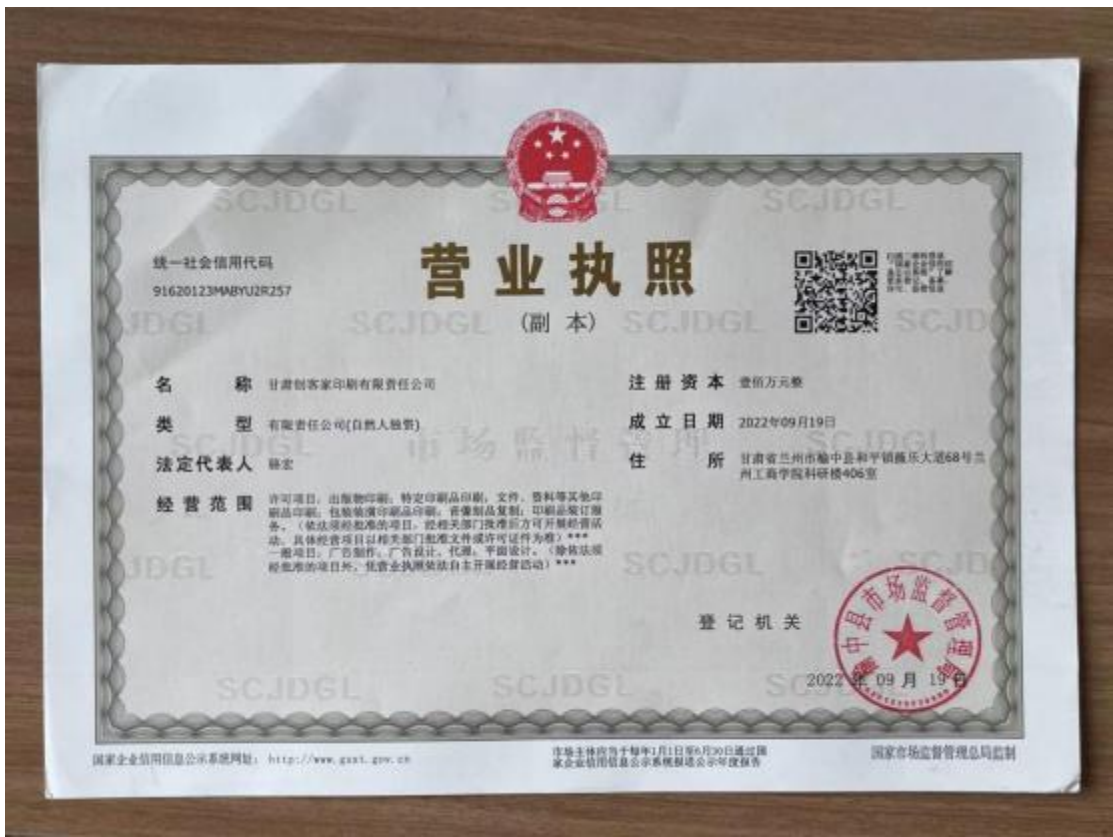 统一社会信用代码
91620123MABYU2R257
营业执照
(副 本)
名 称 甘肃创客家印刷有限责任公司
类 型 有限责任公司(自然人独资)
法定代表人 骆宏
经营范围 许可项目：出版物印刷；特定印刷品印刷，文件、资料等其他印
刷品印刷；包装装潢印刷品印刷；音像制品复制；印刷品装订服
务。（依法须经批准的项目，经相关部门批准后方可开展经营活
动，具体经营项目以相关部门批准文件或许可证件为准）***
一般项目：广告制作，广告设计、代理，平面设计。（除依法须
经批准的项目外，凭营业执照依法自主开展经营活动）***
注册资本 壹佰万元整
成立日期 2022年09月19日
住 所 甘肃省兰州市榆中县和平镇薇乐大道68号兰
州工商学院科研楼406室
登记机关
榆中县市场监督管理局
2022 年 09 月 19 日
国家企业信用信息公示系统网址：http://www.gsxt.gov.cn
市场主体应当于每年1月1日至6月30日通过国
家企业信用信息公示系统报送公示年度报告
国家市场监督管理总局监制
SCJDGL
市场监督管理